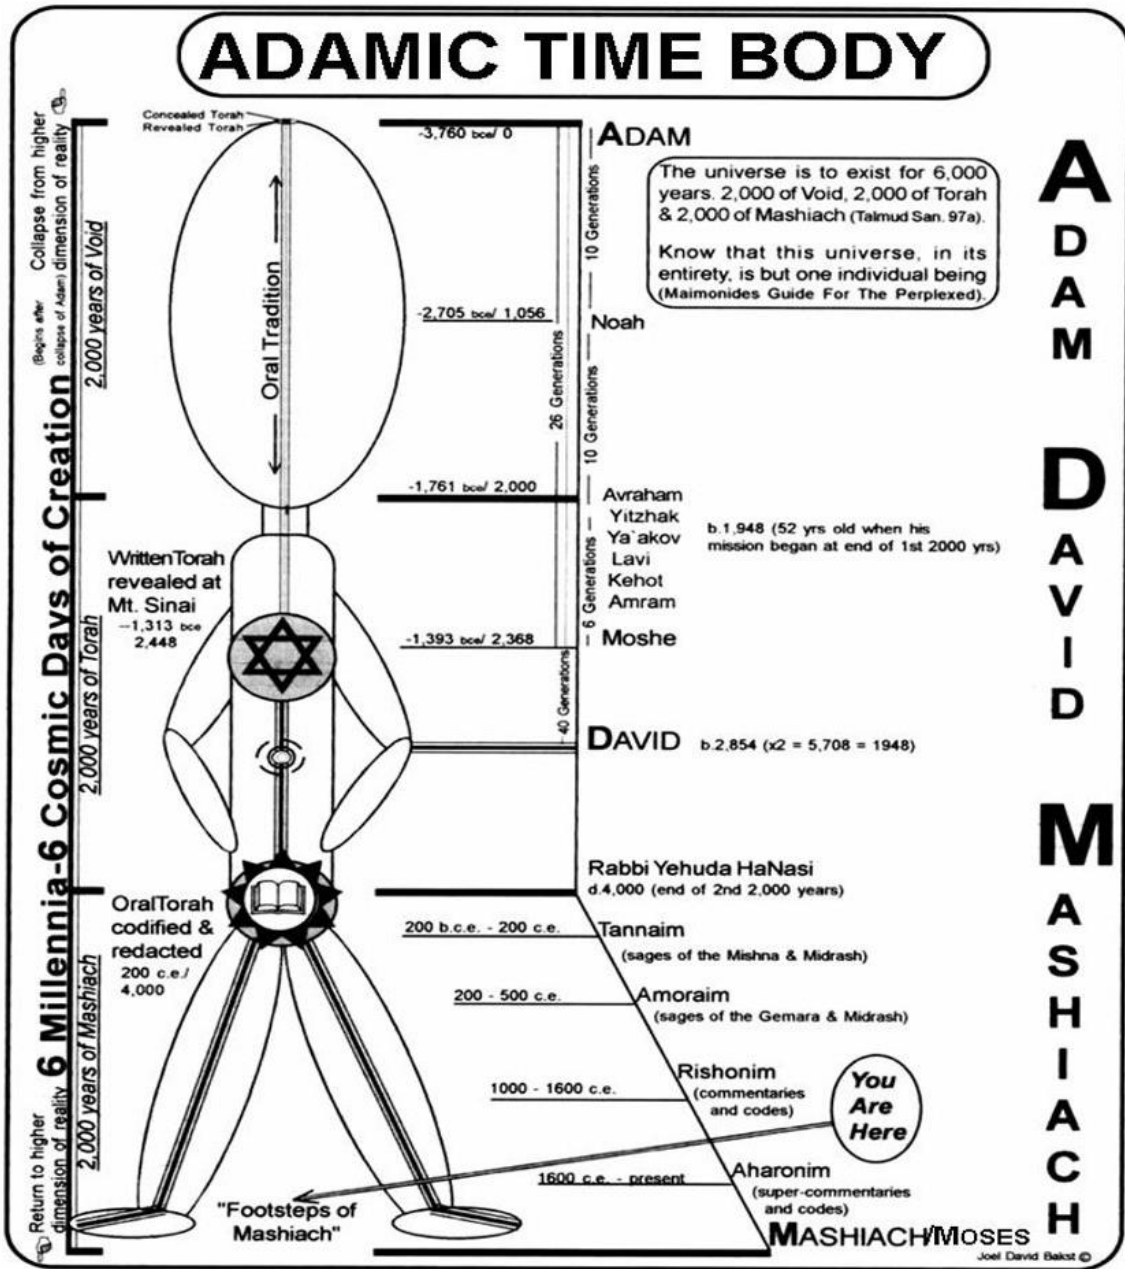 ADAMIC TIME BODY
Concealed Torah
Revealed Torah
-3,760 bce/ 0
ADAM
The universe is to exist for 6,000
years. 2,000 of Void, 2,000 of Torah
& 2,000 of Mashiach (Talmud San. 97a).
Know that this universe, in its
entirety, is but one individual being
(Maimonides Guide For The Perplexed).
10 Generations
Oral Tradition
-2,705 bce/ 1,056
Noah
26 Generations
10 Generations
-1,761 bce/ 2,000
Avraham
Yitzhak
Ya`akov
Lavi
Kehot
Amram
Moshe
b.1,948 (52 yrs old when his
mission began at end of 1st 2000 yrs)
6 Generations
Written Torah
revealed at
Mt. Sinai
--1,313 bce
2,448
-1,393 bce/ 2,368
40 Generations
DAVID
b.2,854 (x2 = 5,708 = 1948)
Rabbi Yehuda HaNasi
d.4,000 (end of 2nd 2,000 years)
Oral Torah
codified &
redacted
200 c.e./
4,000
200 b.c.e. - 200 c.e.
Tannaim
(sages of the Mishna & Midrash)
200 - 500 c.e.
Amoraim
(sages of the Gemara & Midrash)
1000 - 1600 c.e.
Rishonim
(commentaries
and codes)
You
Are
Here
1600 c.e. - present
Aharonim
(super-commentaries
and codes)
"Footsteps of
Mashiach"
MASHIACH/MOSES
Joel David Bakst ©
6 Millennia-6 Cosmic Days of Creation
(Begins after
collapse of Adam)
Collapse from higher
dimension of reality
2,000 years of Void
2,000 years of Torah
2,000 years of Mashiach
Return to higher
dimension of reality
ADAM
DAVID
MASHIACH